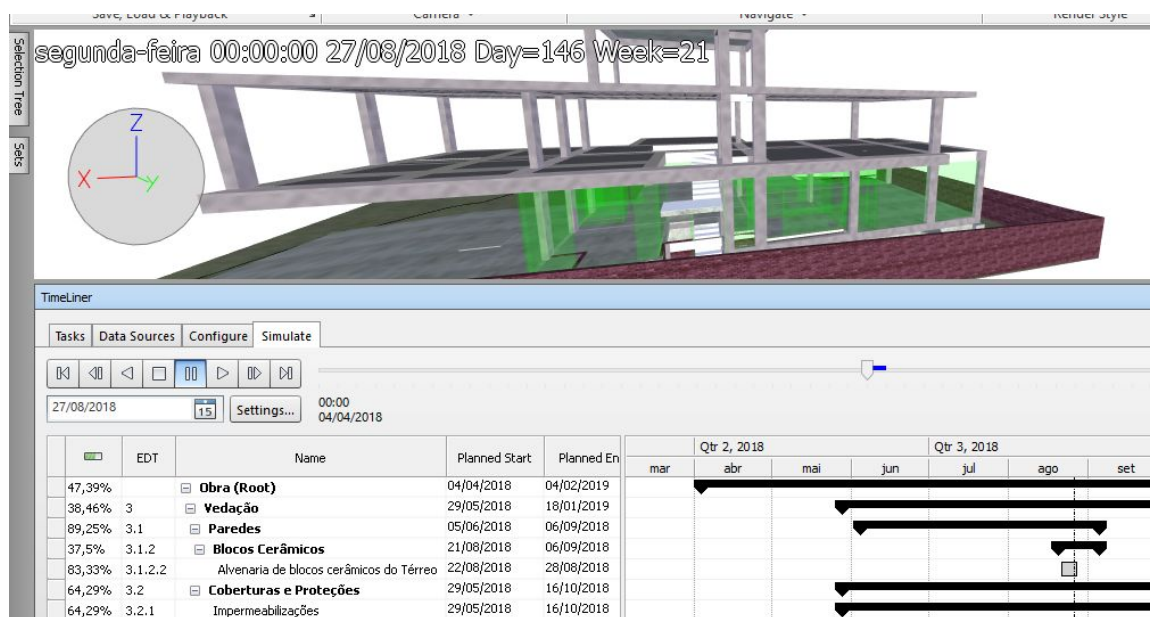 Save, Load & Playback Camera Navigate Render Style
Selection Tree
Sets
segunda-feira 00:00:00 27/08/2018 Day=146 Week=21
Z
X
Y
TimeLiner
Tasks Data Sources Configure Simulate
27/08/2018 15 Settings... 00:00
04/04/2018
EDT Name Planned Start Planned En
Qtr 2, 2018 Qtr 3, 2018
mar abr mai jun jul ago set
47,39% Obra (Root) 04/04/2018 04/02/2019
38,46% 3 Vedação 29/05/2018 18/01/2019
89,25% 3.1 Paredes 05/06/2018 06/09/2018
37,5% 3.1.2 Blocos Cerâmicos 21/08/2018 06/09/2018
83,33% 3.1.2.2 Alvenaria de blocos cerâmicos do Térreo 22/08/2018 28/08/2018
64,29% 3.2 Coberturas e Proteções 29/05/2018 16/10/2018
64,29% 3.2.1 Impermeabilizações 29/05/2018 16/10/2018